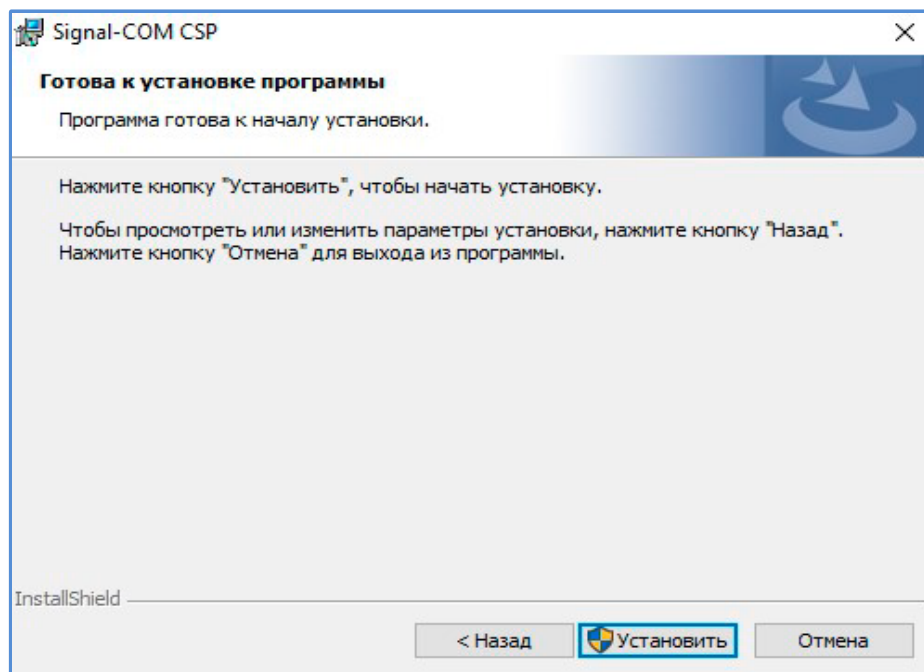 Signal-COM CSP
Готова к установке программы
Программа готова к началу установки.
Нажмите кнопку "Установить", чтобы начать установку.
Чтобы просмотреть или изменить параметры установки, нажмите кнопку "Назад".
Нажмите кнопку "Отмена" для выхода из программы.
InstallShield
< Назад
Установить
Отмена